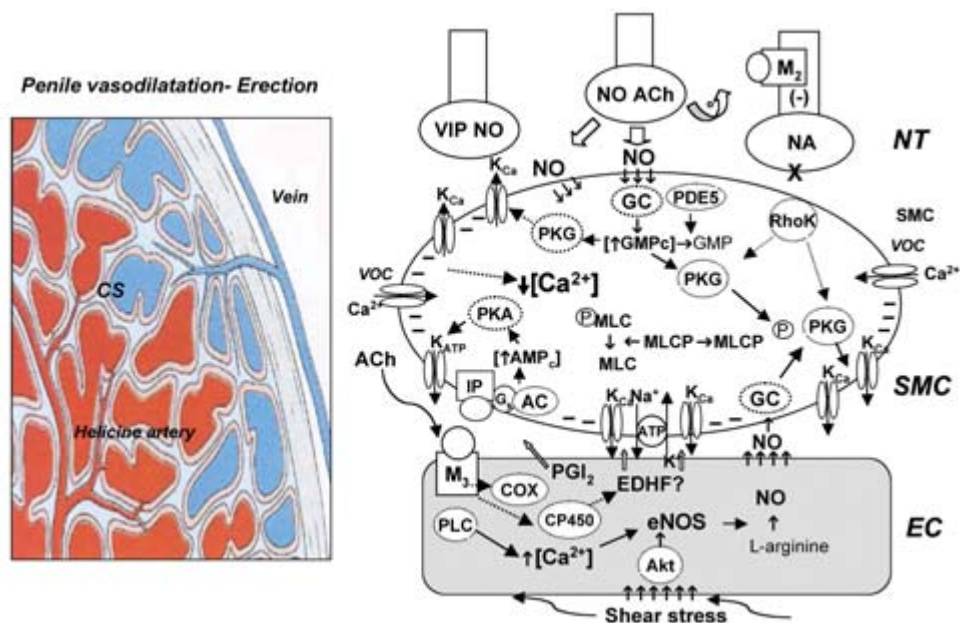 Penile vasodilatation- Erection
Vein
CS
Helicine artery
VIP NO
NO ACh
M2
(-)
NA
X
NT
NO
NO
KCa
KCa
GC
PDE5
RhoK
SMC
PKG
[↑GMPc]→GMP
VOC
Ca2+
VOC
Ca2+
↓[Ca2+]
PKG
PKA
P MLC
P
PKG
KATP
MLC
← MLCP →MLCP
[↑AMPc]
ACh
IP
Gs
AC
KCa
Na+
KCa
GC
KCa
KCa
SMC
ATP
NO
M3
PGI2
K
COX
EDHF?
CP450
NO
PLC
eNOS
L-arginine
EC
↑[Ca2+]
Akt
Shear stress